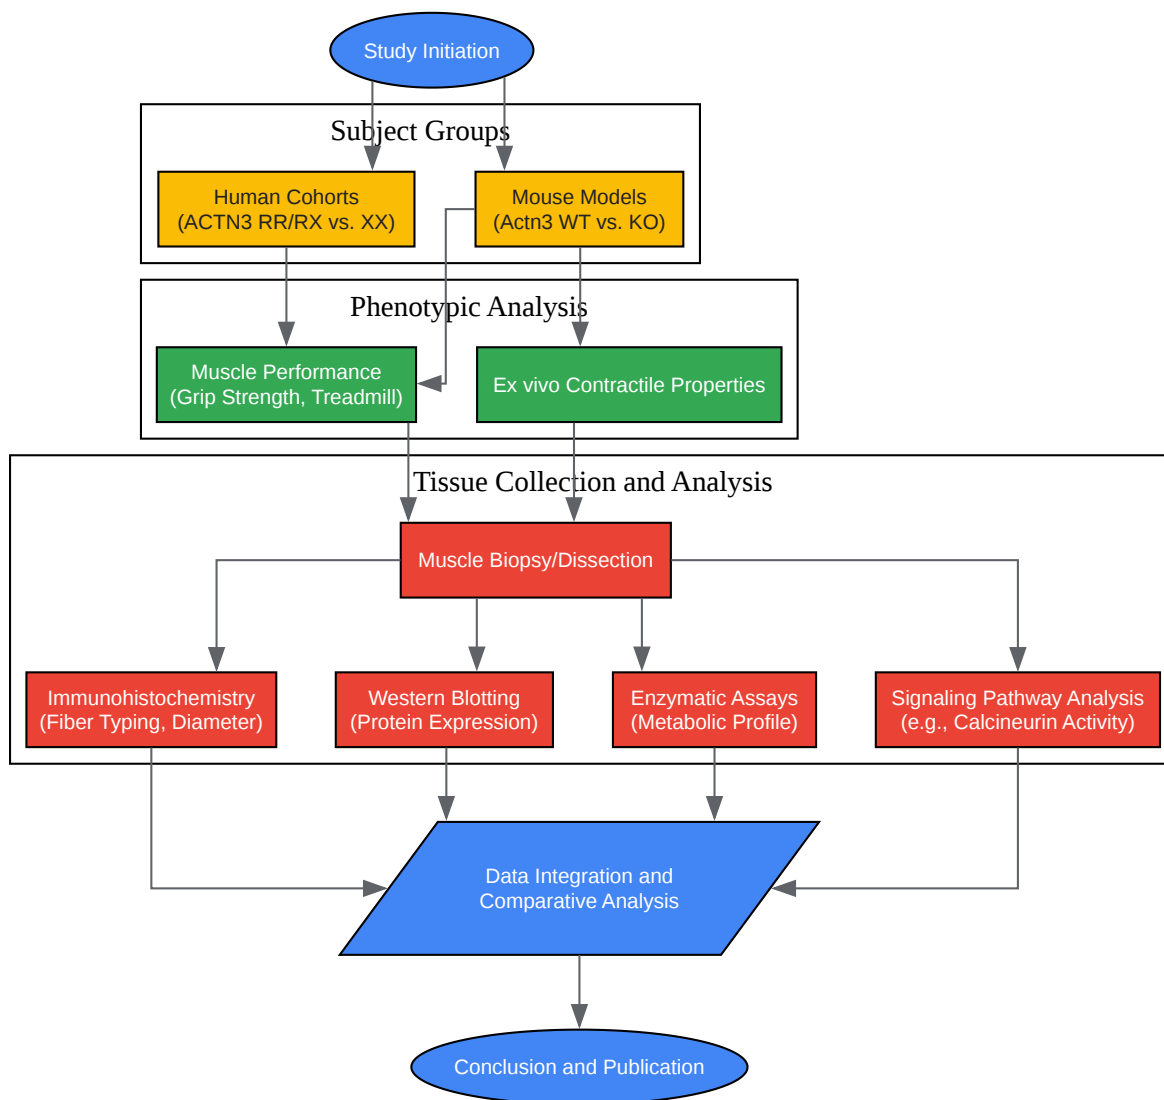 Study Initiation
Subject Groups
Human Cohorts
(ACTN3 RR/RX vs. XX)
Mouse Models
(Actn3 WT vs. KO)
Phenotypic Analysis
Muscle Performance
(Grip Strength, Treadmill)
Ex vivo Contractile Properties
Tissue Collection and Analysis
Muscle Biopsy/Dissection
Immunohistochemistry
(Fiber Typing, Diameter)
Western Blotting
(Protein Expression)
Enzymatic Assays
(Metabolic Profile)
Signaling Pathway Analysis
(e.g., Calcineurin Activity)
Data Integration and
Comparative Analysis
Conclusion and Publication